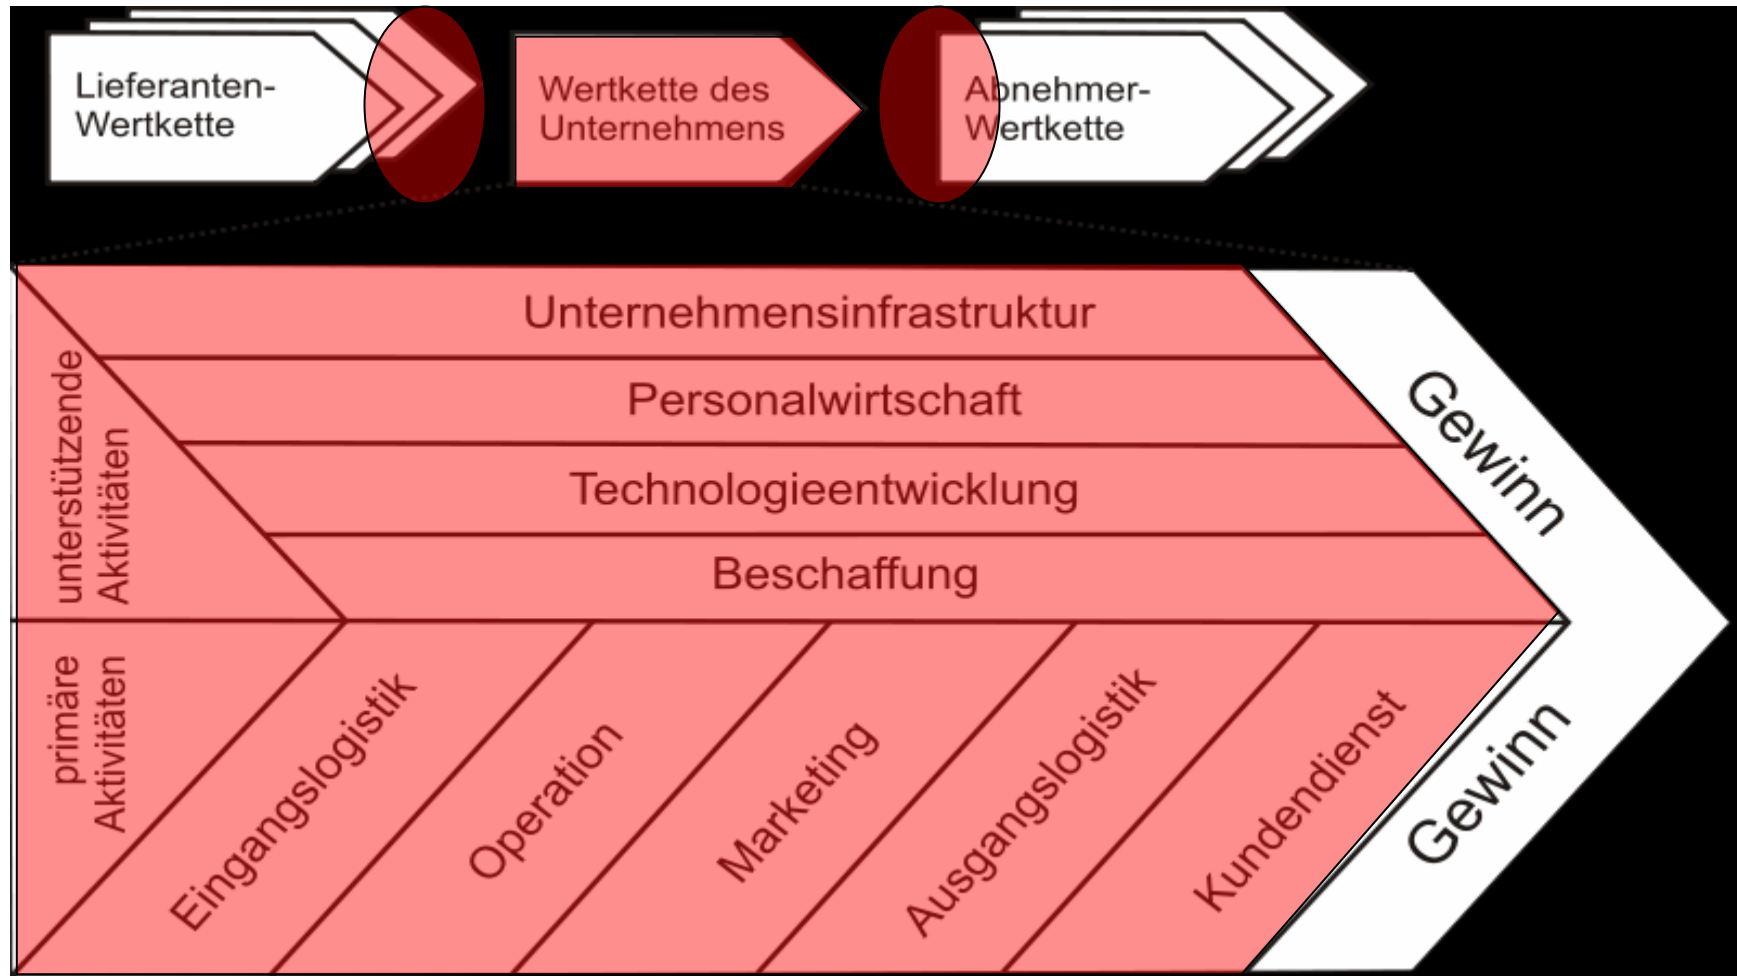 Lieferanten-
Wertkette
Wertkette des
Unternehmens
Abnehmer-
Wertkette
Unternehmensinfrastruktur
Personalwirtschaft
Technologieentwicklung
Beschaffung
unterstützende
Aktivitäten
primäre
Aktivitäten
Eingangslogistik
Operation
Marketing
Ausgangslogistik
Kundendienst
Gewinn
Gewinn